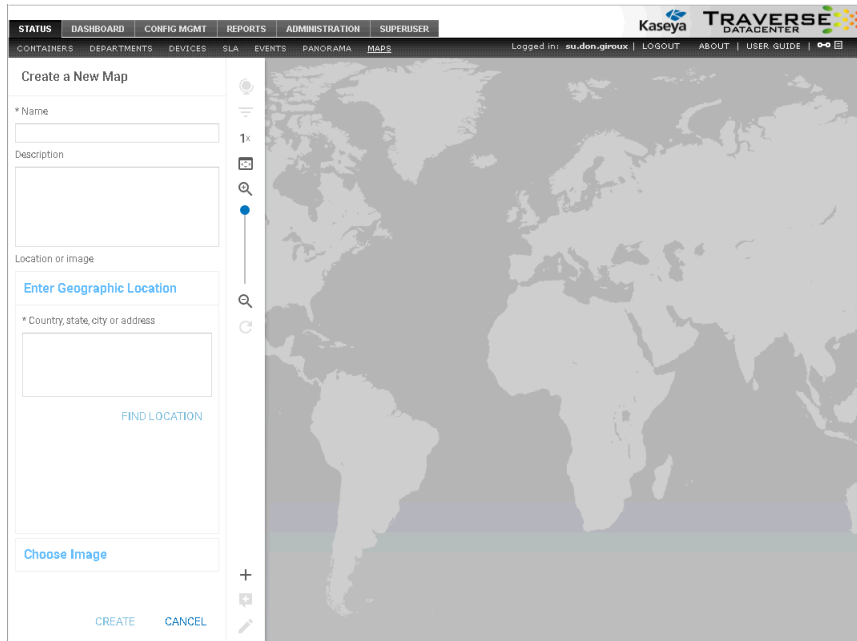 Kaseya TRAVERSE DATACENTER
STATUS DASHBOARD CONFIG MGMT REPORTS ADMINISTRATION SUPERUSER
CONTAINERS DEPARTMENTS DEVICES SLA EVENTS PANORAMA MAPS Logged in: su.don.giroux | LOGOUT ABOUT | USER GUIDE |
Create a New Map
* Name
1x
Description
Location or image
Enter Geographic Location
* Country, state, city or address
FIND LOCATION
Choose Image
CREATE CANCEL